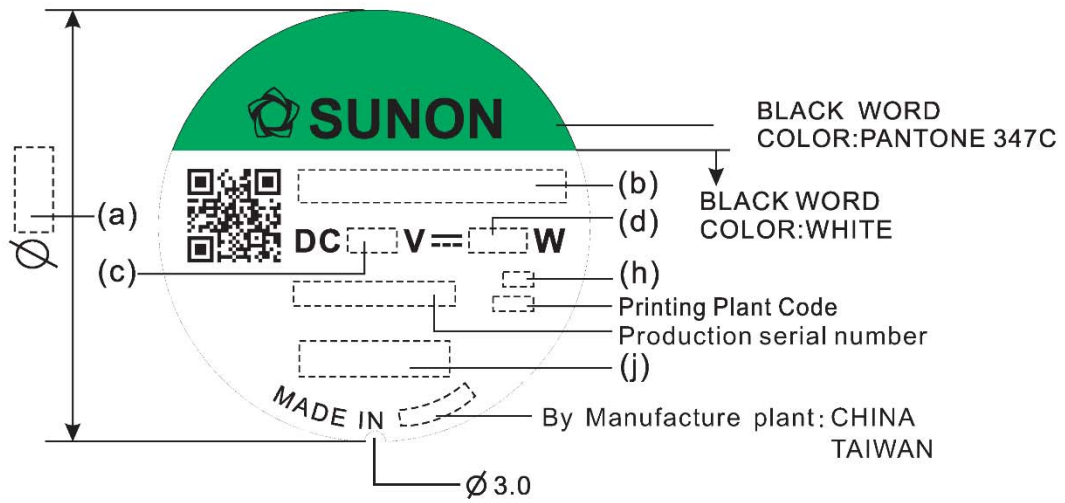 SUNON
BLACK WORD
COLOR:PANTONE 347C
BLACK WORD
COLOR:WHITE
(a)
(b)
DC V W
(d)
(c)
(h)
Printing Plant Code
Production serial number
(j)
MADE IN
By Manufacture plant: CHINA
TAIWAN
Ø
Ø 3.0